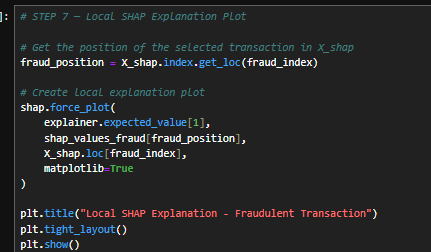 ]:
# STEP 7 — Local SHAP Explanation Plot
# Get the position of the selected transaction in X_shap
fraud_position = X_shap.index.get_loc(fraud_index)
# Create local explanation plot
shap.force_plot(
explainer.expected_value[1],
shap_values_fraud[fraud_position],
X_shap.loc[fraud_index],
matplotlib=True
)
plt.title("Local SHAP Explanation - Fraudulent Transaction")
plt.tight_layout()
plt.show()